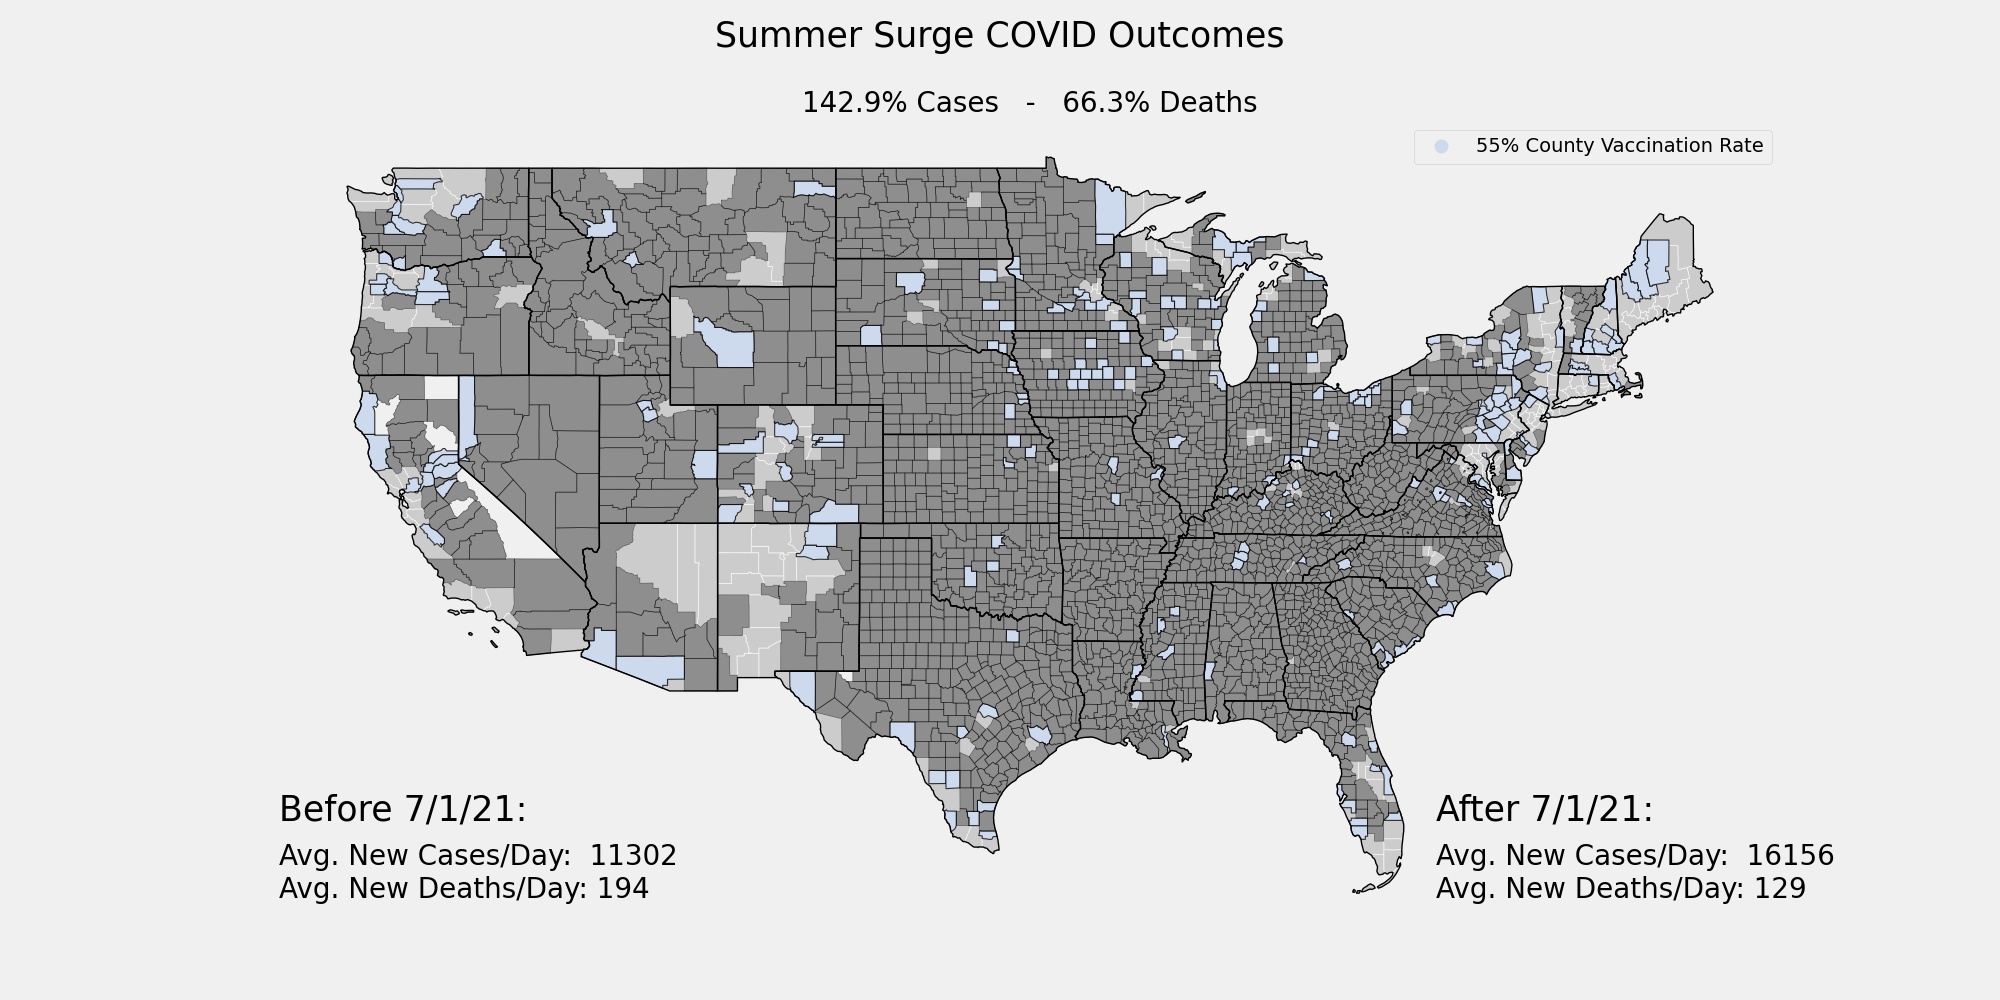 Summer Surge COVID Outcomes
142.9% Cases - 66.3% Deaths
55% County Vaccination Rate
Before 7/1/21:
Avg. New Cases/Day: 11302
Avg. New Deaths/Day: 194
After 7/1/21:
Avg. New Cases/Day: 16156
Avg. New Deaths/Day: 129